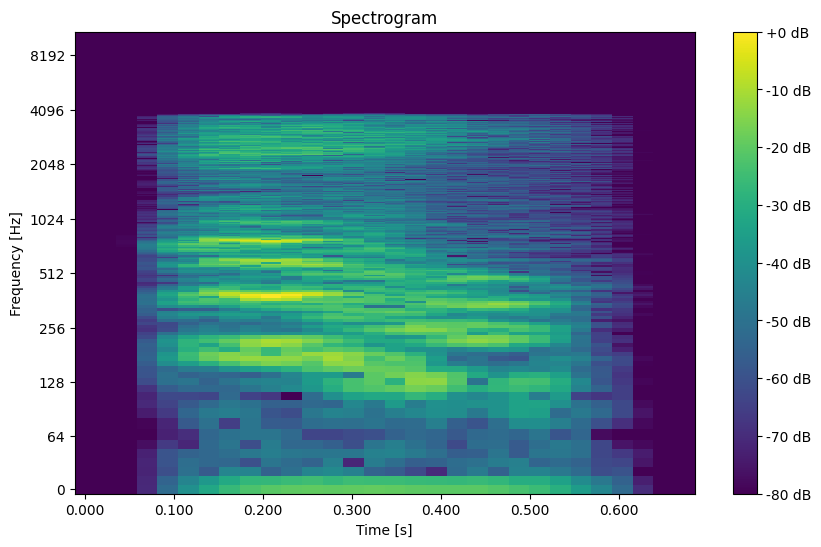 Spectrogram
Frequency [Hz]
8192
4096
2048
1024
512
256
128
64
0
0.000 0.100 0.200 0.300 0.400 0.500 0.600
Time [s]
+0 dB
-10 dB
-20 dB
-30 dB
-40 dB
-50 dB
-60 dB
-70 dB
-80 dB